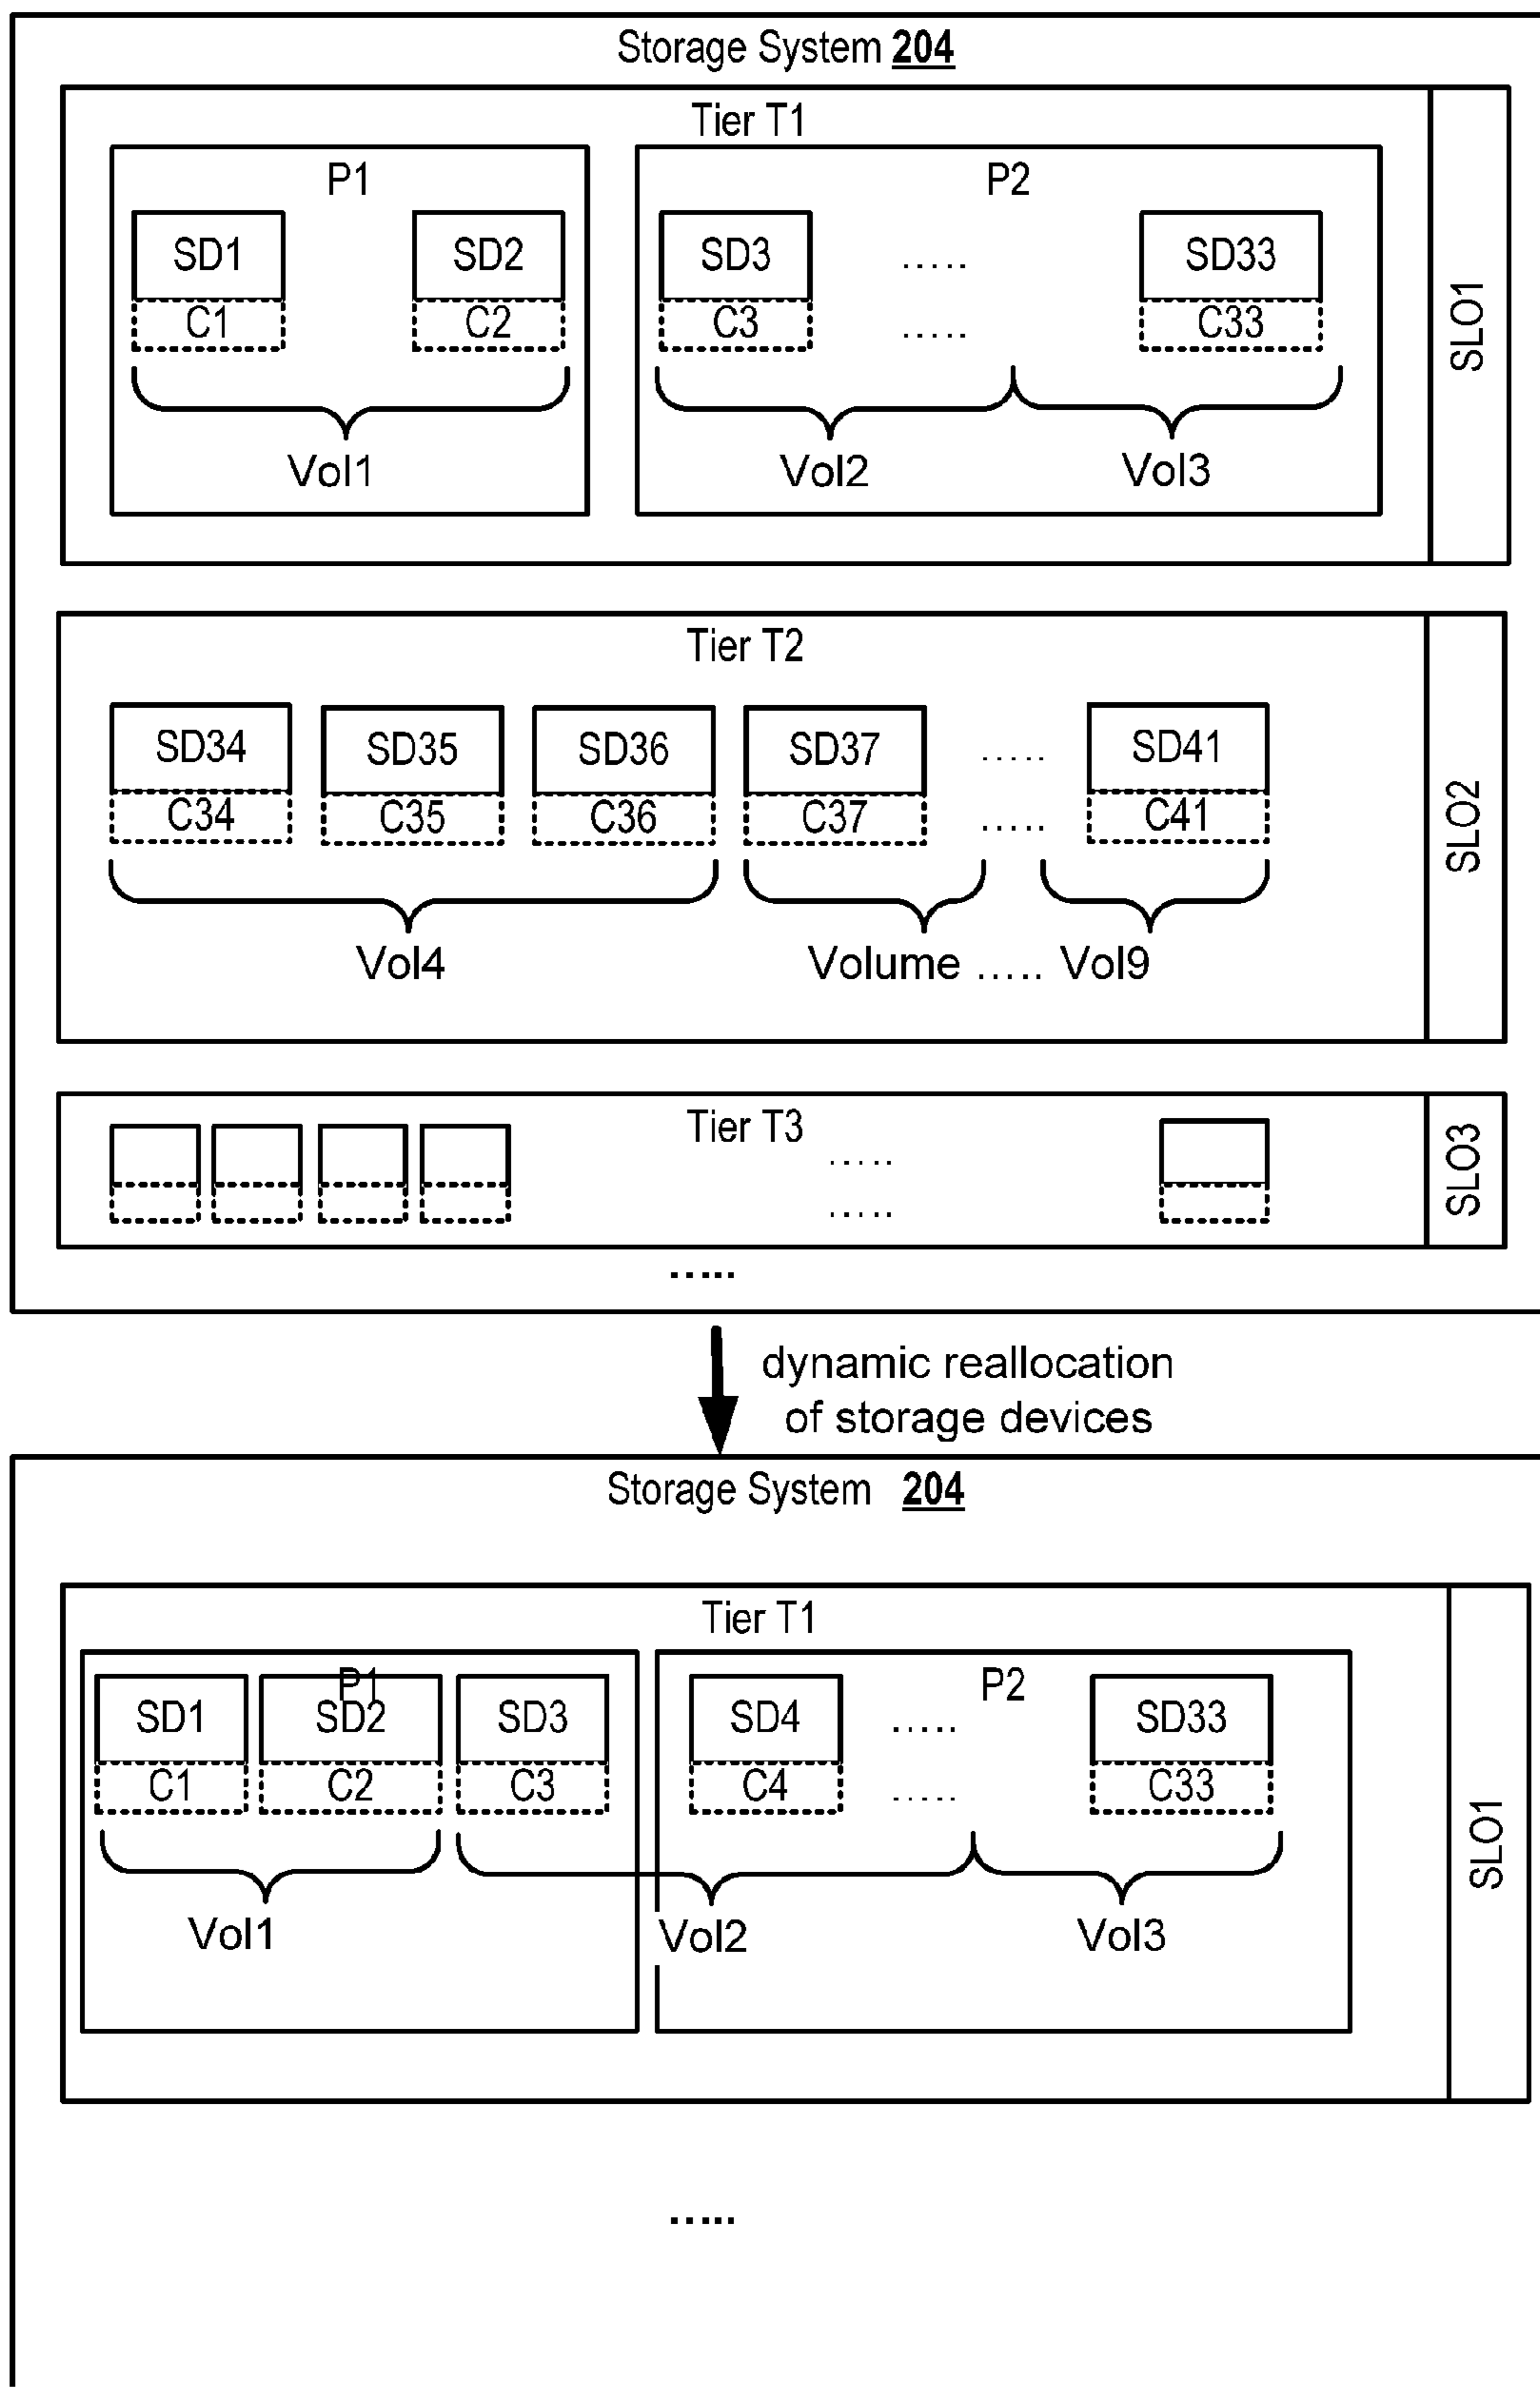 Storage System 204
Tier T1
P1 P2
SD1 SD2 SD3 ..... SD33
C1 C2 C3 ..... C33
SLO1
Vol1 Vol2 Vol3
Tier T2
SD34 SD35 SD36 SD37 ..... SD41
C34 C35 C36 C37 ..... C41
SLO2
Vol4 Volume ..... Vol9
Tier T3
.....
.....
SLO3
.....
dynamic reallocation
of storage devices
Storage System 204
Tier T1
P1 P2
SD1 SD2 SD3 SD4 ..... SD33
C1 C2 C3 C4 ..... C33
SLO1
Vol1 Vol2 Vol3
.....